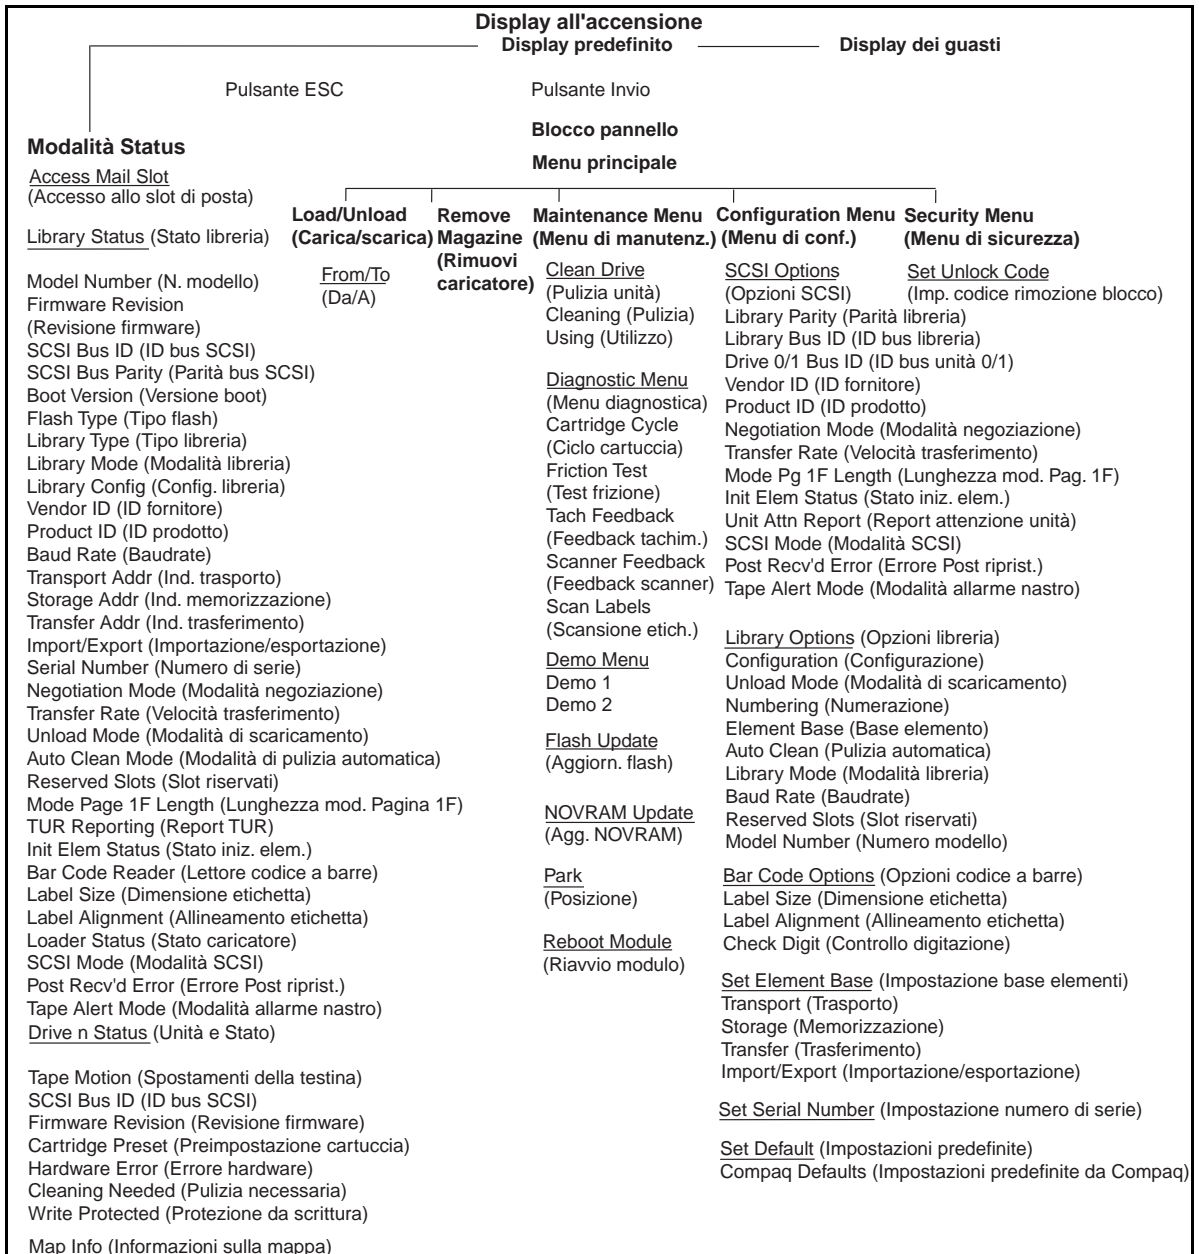 Display all'accensione
Display predefinito
Display dei guasti
Pulsante ESC
Pulsante Invio
Blocco pannello
Menu principale
Modalità Status
Access Mail Slot
(Accesso allo slot di posta)
Library Status (Stato libreria)
Model Number (N. modello)
Firmware Revision
(Revisione firmware)
SCSI Bus ID (ID bus SCSI)
SCSI Bus Parity (Parità bus SCSI)
Boot Version (Versione boot)
Flash Type (Tipo flash)
Library Type (Tipo libreria)
Library Mode (Modalità libreria)
Library Config (Config. libreria)
Vendor ID (ID fornitore)
Product ID (ID prodotto)
Baud Rate (Baudrate)
Transport Addr (Ind. trasporto)
Storage Addr (Ind. memorizzazione)
Transfer Addr (Ind. trasferimento)
Import/Export (Importazione/esportazione)
Serial Number (Numero di serie)
Negotiation Mode (Modalità negoziazione)
Transfer Rate (Velocità trasferimento)
Unload Mode (Modalità di scaricamento)
Auto Clean Mode (Modalità di pulizia automatica)
Reserved Slots (Slot riservati)
Mode Page 1F Length (Lunghezza mod. Pagina 1F)
TUR Reporting (Report TUR)
Init Elem Status (Stato iniz. elem.)
Bar Code Reader (Lettore codice a barre)
Label Size (Dimensione etichetta)
Label Alignment (Allineamento etichetta)
Loader Status (Stato caricatore)
SCSI Mode (Modalità SCSI)
Post Recv'd Error (Errore Post riprist.)
Tape Alert Mode (Modalità allarme nastro)
Drive n Status (Unità e Stato)
Tape Motion (Spostamenti della testina)
SCSI Bus ID (ID bus SCSI)
Firmware Revision (Revisione firmware)
Cartridge Preset (Preimpostazione cartuccia)
Hardware Error (Errore hardware)
Cleaning Needed (Pulizia necessaria)
Write Protected (Protezione da scrittura)
Map Info (Informazioni sulla mappa)
Load/Unload
(Carica/scarica)
From/To
(Da/A)
Remove
Magazine
(Rimuovi
caricatore)
Maintenance Menu
(Menu di manutenz.)
Clean Drive
(Pulizia unità)
Cleaning (Pulizia)
Using (Utilizzo)
Diagnostic Menu
(Menu diagnostica)
Cartridge Cycle
(Ciclo cartuccia)
Friction Test
(Test frizione)
Tach Feedback
(Feedback tachim.)
Scanner Feedback
(Feedback scanner)
Scan Labels
(Scansione etich.)
Demo Menu
Demo 1
Demo 2
Flash Update
(Aggiorn. flash)
NOVRAM Update
(Agg. NOVRAM)
Park
(Posizione)
Reboot Module
(Riavvio modulo)
Configuration Menu
(Menu di conf.)
SCSI Options
(Opzioni SCSI)
Library Parity (Parità libreria)
Library Bus ID (ID bus libreria)
Drive 0/1 Bus ID (ID bus unità 0/1)
Vendor ID (ID fornitore)
Product ID (ID prodotto)
Negotiation Mode (Modalità negoziazione)
Transfer Rate (Velocità trasferimento)
Mode Pg 1F Length (Lunghezza mod. Pag. 1F)
Init Elem Status (Stato iniz. elem.)
Unit Attn Report (Report attenzione unità)
SCSI Mode (Modalità SCSI)
Post Recv'd Error (Errore Post riprist.)
Tape Alert Mode (Modalità allarme nastro)
Library Options (Opzioni libreria)
Configuration (Configurazione)
Unload Mode (Modalità di scaricamento)
Numbering (Numerazione)
Element Base (Base elemento)
Auto Clean (Pulizia automatica)
Library Mode (Modalità libreria)
Baud Rate (Baudrate)
Reserved Slots (Slot riservati)
Model Number (Numero modello)
Bar Code Options (Opzioni codice a barre)
Label Size (Dimensione etichetta)
Label Alignment (Allineamento etichetta)
Check Digit (Controllo digitazione)
Set Element Base (Impostazione base elementi)
Transport (Trasporto)
Storage (Memorizzazione)
Transfer (Trasferimento)
Import/Export (Importazione/esportazione)
Set Serial Number (Impostazione numero di serie)
Set Default (Impostazioni predefinite)
Compaq Defaults (Impostazioni predefinite da Compaq)
Security Menu
(Menu di sicurezza)
Set Unlock Code
(Imp. codice rimozione blocco)